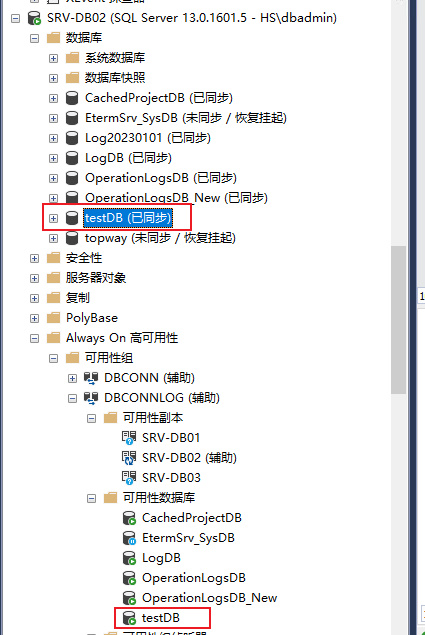 SRV-DB02 (SQL Server 13.0.1601.5 - HS\dbadmin)
数据库
系统数据库
数据库快照
CachedProjectDB (已同步)
EtermSrv_SysDB (未同步 / 恢复挂起)
Log20230101 (已同步)
LogDB (已同步)
OperationLogsDB (已同步)
OperationLogsDB_New (已同步)
testDB (已同步)
topway (未同步 / 恢复挂起)
安全性
服务器对象
复制
PolyBase
Always On 高可用性
可用性组
DBCONN (辅助)
DBCONNLOG (辅助)
可用性副本
SRV-DB01
SRV-DB02 (辅助)
SRV-DB03
可用性数据库
CachedProjectDB
EtermSrv_SysDB
LogDB
OperationLogsDB
OperationLogsDB_New
testDB